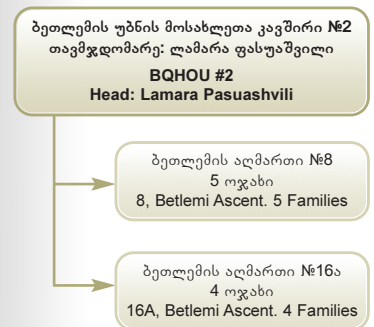 ბეთლემის უბნის მოსახლეთა კავშირი №2
თავმჯდომარე: ლამარა ფასუაშვილი
BQHOU #2
Head: Lamara Pasuashvili
ბეთლემის აღმართი №8
5 ოჯახი
8, Betlemi Ascent. 5 Families
ბეთლემის აღმართი №16ა
4 ოჯახი
16A, Betlemi Ascent. 4 Families